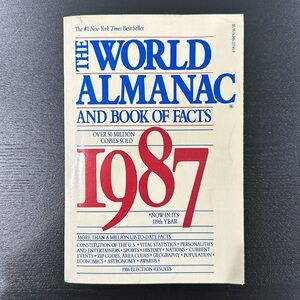 The #1 New York Times Best Seller
THE WORLD
ALMANAC®
AND BOOK OF FACTS
OVER 50 MILLION
COPIES SOLD
1987
*NOW IN ITS
119th YEAR
MORE THAN A MILLION UP-TO-DATE FACTS:
CONSTITUTION OF THE U.S. • VITAL STATISTICS • PERSONALITIES
AND ENTERTAINERS • SPORTS • HISTORY • NATIONS • CURRENT
EVENTS • ZIP CODES, AREA CODES • GEOGRAPHY • POPULATION •
ECONOMICS • ASTRONOMY • AWARDS •
1986 ELECTION RESULTS